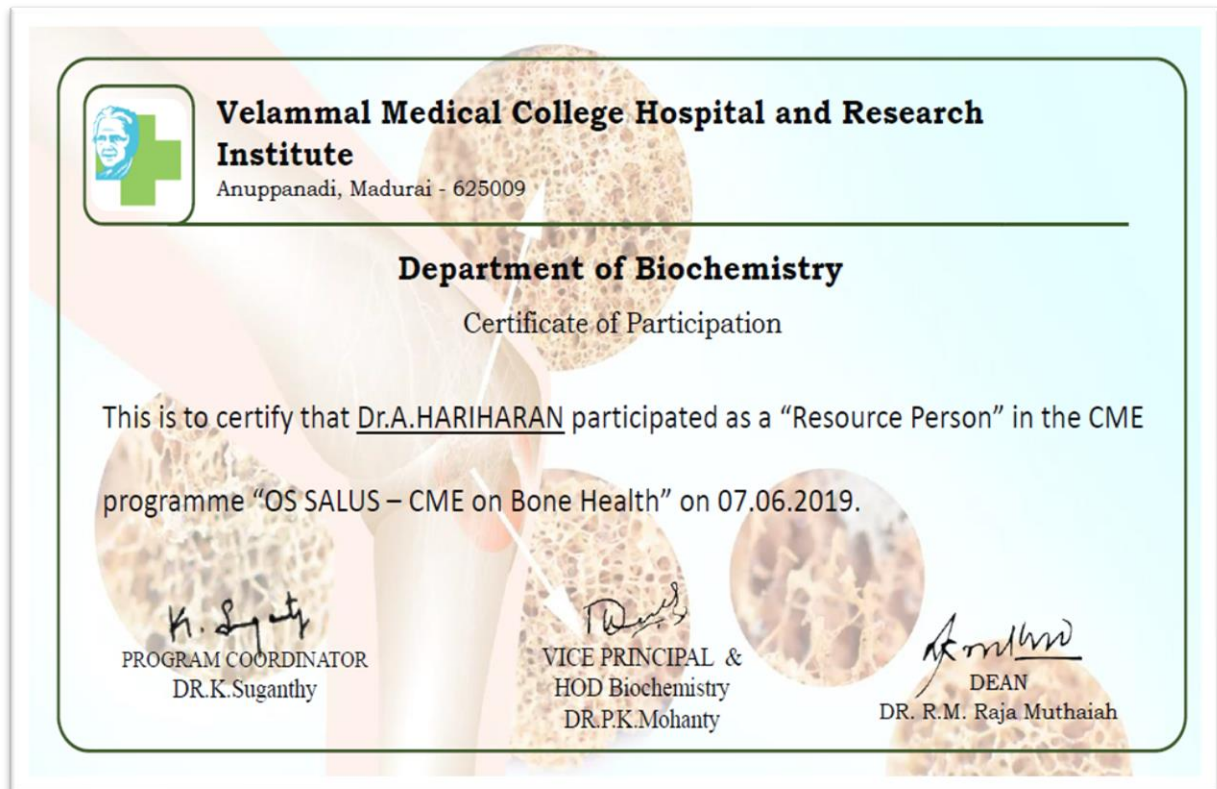 Velammal Medical College Hospital and Research
Institute
Anuppanadi, Madurai - 625009
Department of Biochemistry
Certificate of Participation
This is to certify that Dr.A.HARIHARAN participated as a “Resource Person” in the CME
programme “OS SALUS – CME on Bone Health” on 07.06.2019.
K. Suganty
PROGRAM COORDINATOR
DR.K.Suganthy
VICE PRINCIPAL &
HOD Biochemistry
DR.P.K.Mohanty
DEAN
DR. R.M. Raja Muthaiah